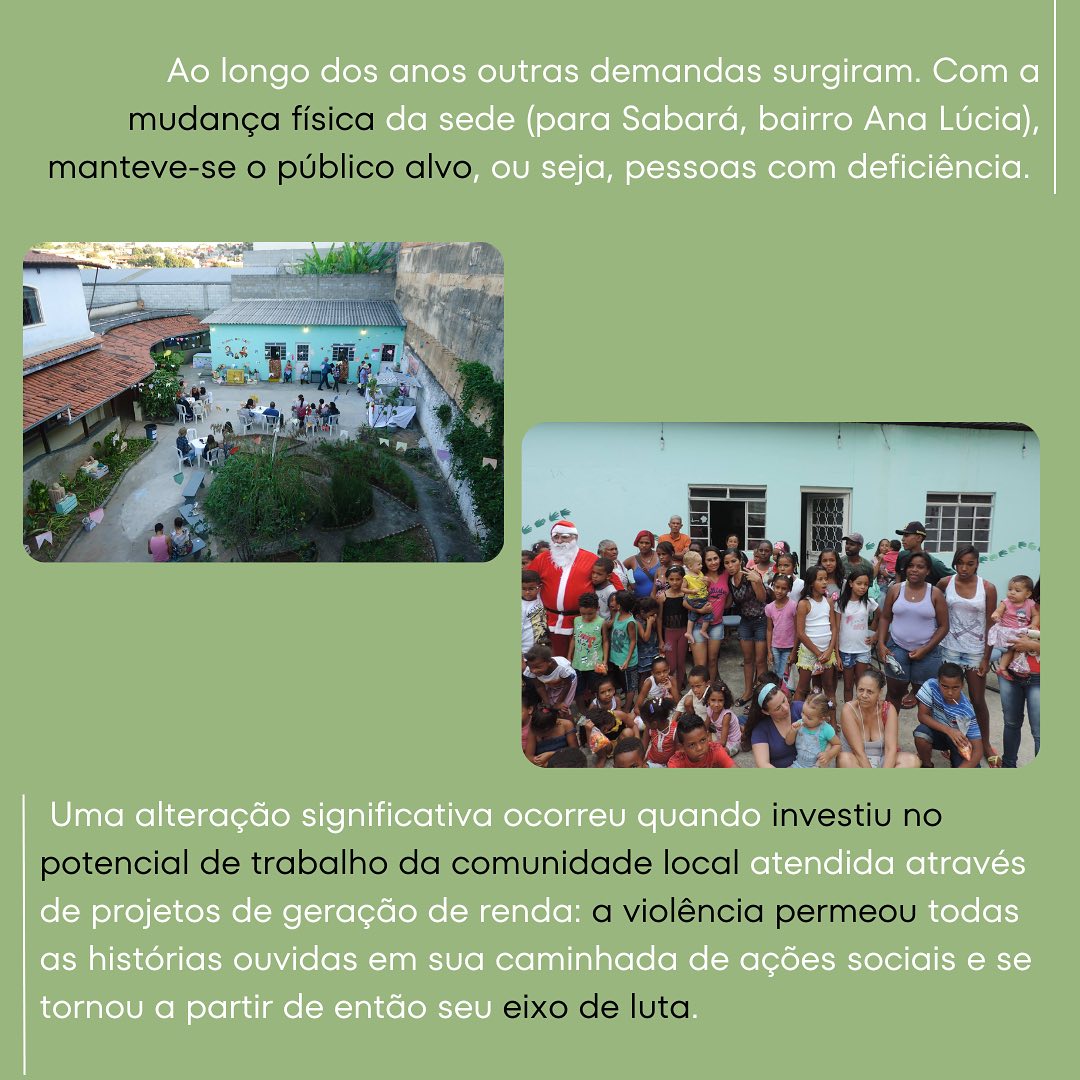 Ao longo dos anos outras demandas surgiram. Com a
mudança física da sede (para Sabará, bairro Ana Lúcia),
manteve-se o público alvo, ou seja, pessoas com deficiência.
Uma alteração significativa ocorreu quando investiu no
potencial de trabalho da comunidade local atendida através
de projetos de geração de renda: a violência permeou todas
as histórias ouvidas em sua caminhada de ações sociais e se
tornou a partir de então seu eixo de luta.